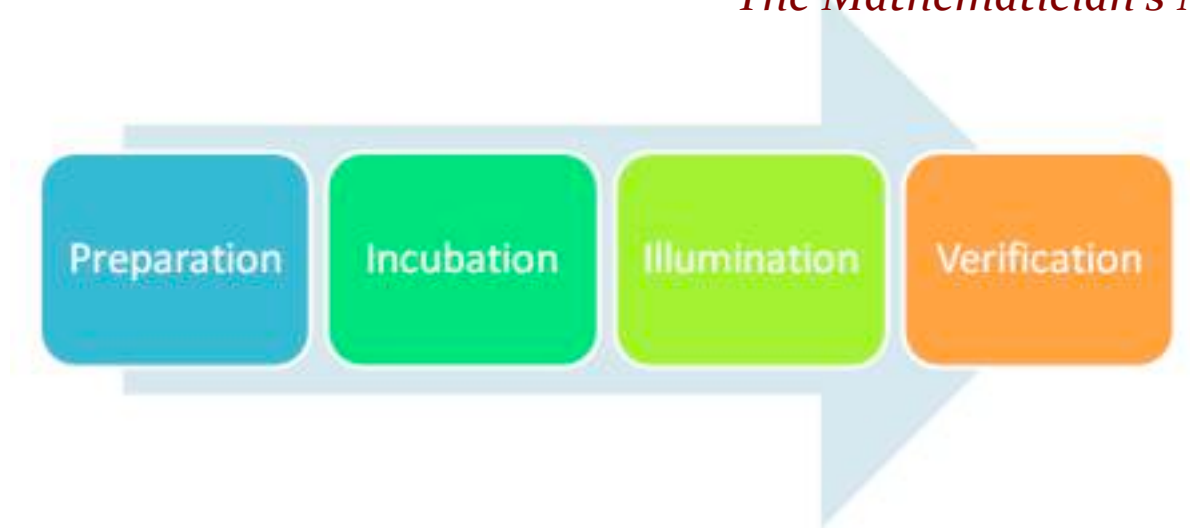 The Mathematician's
Preparation
Incubation
Illumination
Verification